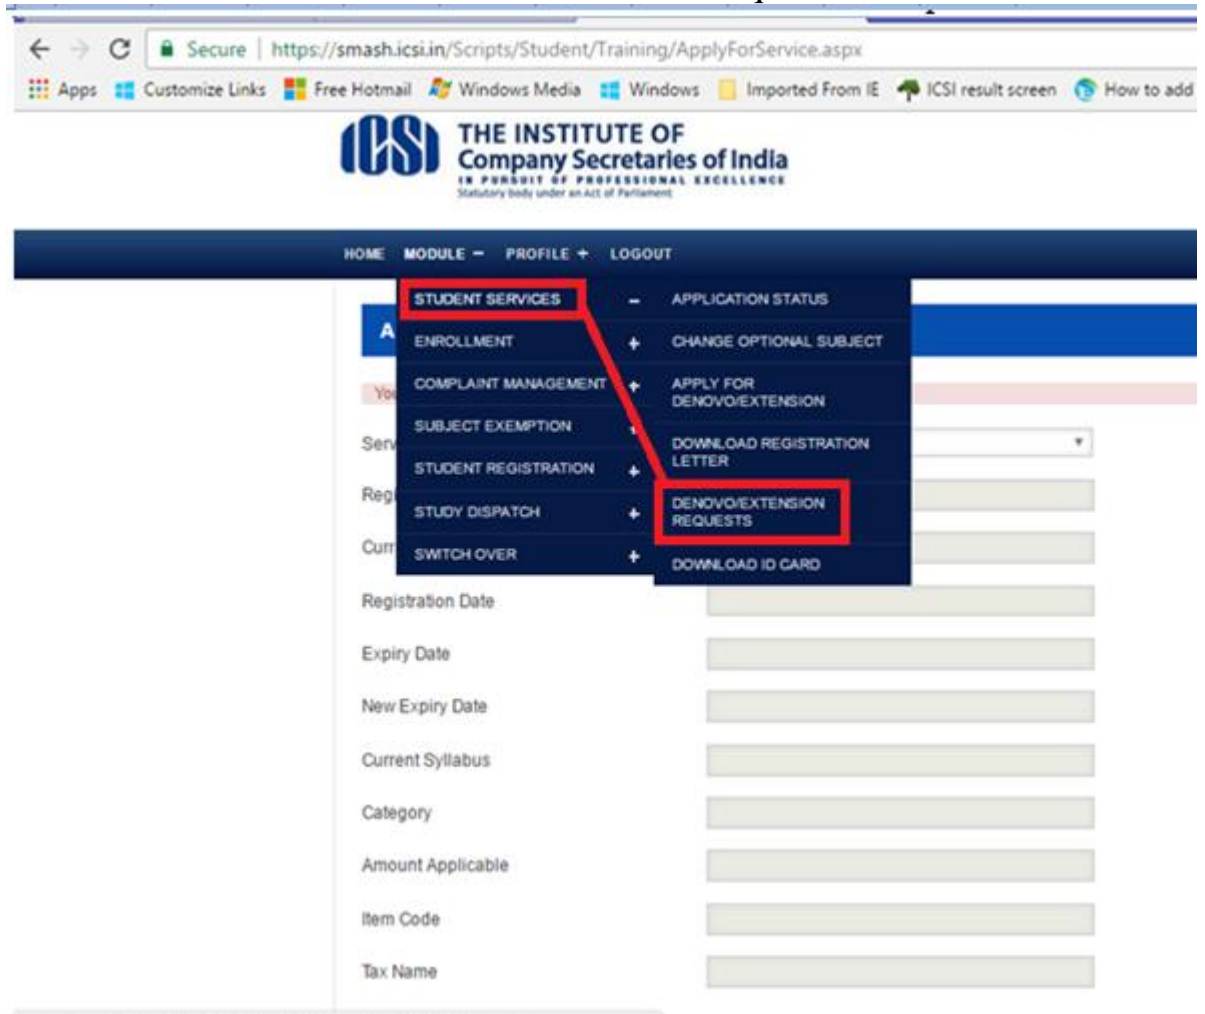 Secure | https://smash.icsi.in/Scripts/Student/Training/ApplyForService.aspx
Apps Customize Links Free Hotmail Windows Media Windows Imported From IE ICSI result screen How to add
ICSI
THE INSTITUTE OF
Company Secretaries of India
IN PURSUIT OF PROFESSIONAL EXCELLENCE
Statutory body under an Act of Parliament
HOME MODULE – PROFILE + LOGOUT
STUDENT SERVICES –
ENROLLMENT +
COMPLAINT MANAGEMENT +
SUBJECT EXEMPTION
STUDENT REGISTRATION +
STUDY DISPATCH +
SWITCH OVER +
APPLICATION STATUS
CHANGE OPTIONAL SUBJECT
APPLY FOR
DENOVO/EXTENSION
DOWNLOAD REGISTRATION
LETTER
DENOVO/EXTENSION
REQUESTS
DOWNLOAD ID CARD
A
You
Serv
Regi
Curr
Registration Date
Expiry Date
New Expiry Date
Current Syllabus
Category
Amount Applicable
Item Code
Tax Name